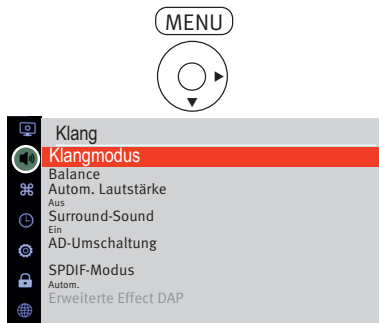 MENU
Klang
Klangmodus
Balance
Autom. Lautstärke
Aus
Surround-Sound
Ein
AD-Umschaltung
SPDIF-Modus
Autom.
Erweiterte Effect DAP